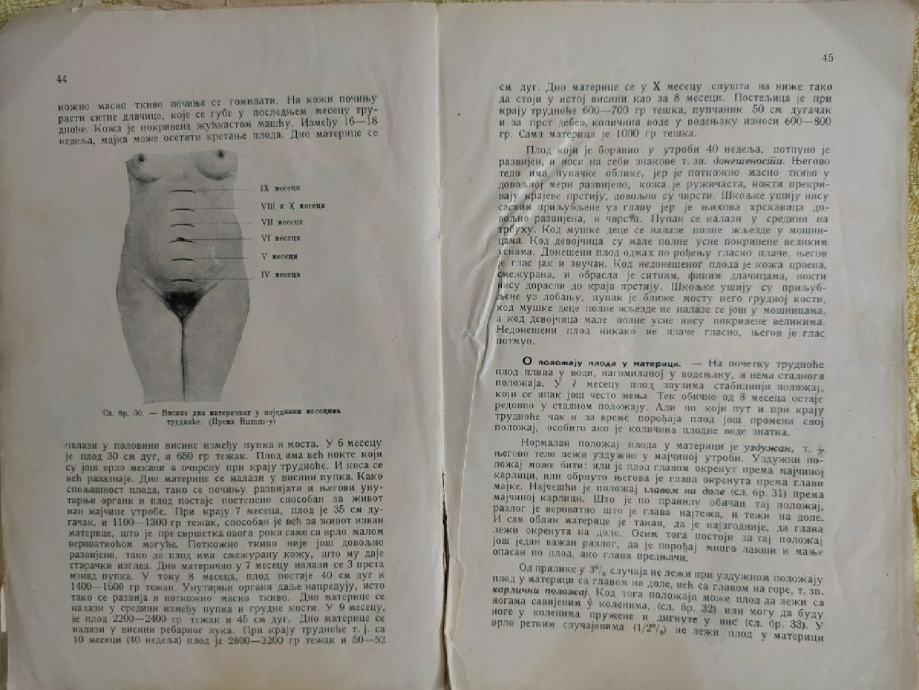 44
кожно масно ткиво почиње се гомилати. На кожи почињу
расти ситне длачице, које се губе у последњем месецу тру-
дноће. Кожа је покривена жућкастом машћу. Између 16—18
недеља, мајка може осетити кретање плода. Дно материце се
IX месеца
VIII и X месеци
VII месеци
VI месеци
V месеци
IV месеца
Сл. бр. 30. — Висина дна материчног у појединим месецима
трудноће. (Према Bumm-у)
налази у половини висине између пупка и моста. У 6 месецу
је плод 30 см дуг, и 650 гр тежак. Плод има већ нокте који
су још врло мекани а очврсну при крају трудноће. И коса се
већ разазнаје. Дно материце се налази у висини пупка. Како
спољашност плода, тако се почињу развијати и његови уну-
тарњи органи и плод постаје постепено способан за живот
ван мајчине утробе. При крају 7 месеца, плод је 35 см ду-
гачак, и 1100—1300 гр тежак, способан је већ за живот изван
материце, што је пре свршетка овога рока само са врло малом
вероватноћом могуће. Поткожно ткиво није још довољно
развијено, тако да плод има смежурану кожу, што му даје
старачки изглед. Дно матерично у 7 месецу налази се 3 прста
изнад пупка. У току 8 месеца, плод постаје 40 см дуг и
1400—1600 гр тежак. Унутарњи органи даље напредују, исто
тако се развија и поткожно масно ткиво. Дно материце се
налази у средини између пупка и грудне кости. У 9 месецу,
је плод 2200—2400 гр тежак и 45 см дуг. Дно материце се
налази у висини ребарног лука. При крају трудноће т. ј. са
10 месеци (40 недеља) плод је 2800—3200 гр тежак и 50—52
45
см дуг. Дно материце се у X месецу спушта на ниже тако
да стоји у истој висини као за 8 месеци. Постељица је при
крају трудноће 600—700 гр тешка, пупчаник 50 см дугачак
и за прст дебео, количина воде у водењаку износи 600—800
гр. Сама материца је 1000 гр тешка.
Плод који је боравио у утроби 40 недеља, потпуно је
развијен, и носи на себи знакове т. зв. доношености. Његово
тело има пуначке облике, јер је поткожно масно ткиво у
довољној мери развијено, кожа је ружичаста, нокти прекри-
вају крајеве прстију, довољно су чврсти. Шкољке ушију нису
сасвим приљубљене уз главу јер је њихова хрскавица до-
вољно развијена, и чврста. Пупак се налази у средини на
трбуху. Код мушке деце се налазе полне жљезде у мошни-
цама. Код девојчица су мале полне усне покривене великим
уснама. Донешени плод одмах по рођењу гласно плаче, његов
је глас јак и звучан. Код недонешеног плода је кожа црвена,
смежурана, и обрасла је ситним, финим длачицама, нокти
нису дорасли до краја прстију. Шкољке ушију су приљуб-
љене уз лобању, пупак је ближе мосту него грудној кости,
код мушке деце полне жљезде не налазе се још у мошницама,
а код девојчица мале полне усне нису покривене великима.
Недонешени плод никако не плаче гласно, његов је глас
потмуо.
О положају плода у материци. — На почетку трудноће
плод плива у води, нагомиланој у водењаку, и нема сталнога
положаја. У 7 месецу плод заузима стабилнији положај,
који се ипак још често мења. Тек обично од 8 месеца остаје
редовно у сталном положају. Али по који пут и при крају
трудноће чак и за време порођаја плод још промени свој
положај, особито ако је количина плодне воде знатна.
Нормалан положај плода у материци је уздужан, т. ј.
његово тело лежи уздужно у мајчиној утроби. Уздужни по-
ложај може бити: или је плод главом окренут према мајчиној
карлици, или обрнуто његова је глава окренута према глави
мајке. Најчешћи је положај главом на доле (сл. бр. 31) према
мајчиној карлици. Што је по правилу обичан тај положај,
разлог је вероватно што је глава најтежа, и тежи на доле.
И сам облик материце је такав, да је најзгодније, да глава
лежи окренута на доле. Осим тога постоји за тај положај
још један важан разлог, да је порођај много лакши и мање
опасан по плод, ако глава предњачи.
Од прилике у 3% случаја не лежи при уздужном положају
плод у материци са главом на доле, већ са главом на горе, т. зв.
карлични положај. Код тога положаја може плод да лежи са
ногама савијеним у коленима, (сл. бр. 32) или могу да буду
ноге у коленима пружене и дигнуте у вис (сл. бр. 33). У
врло ретним случајевима (1/2%) не лежи плод у материци